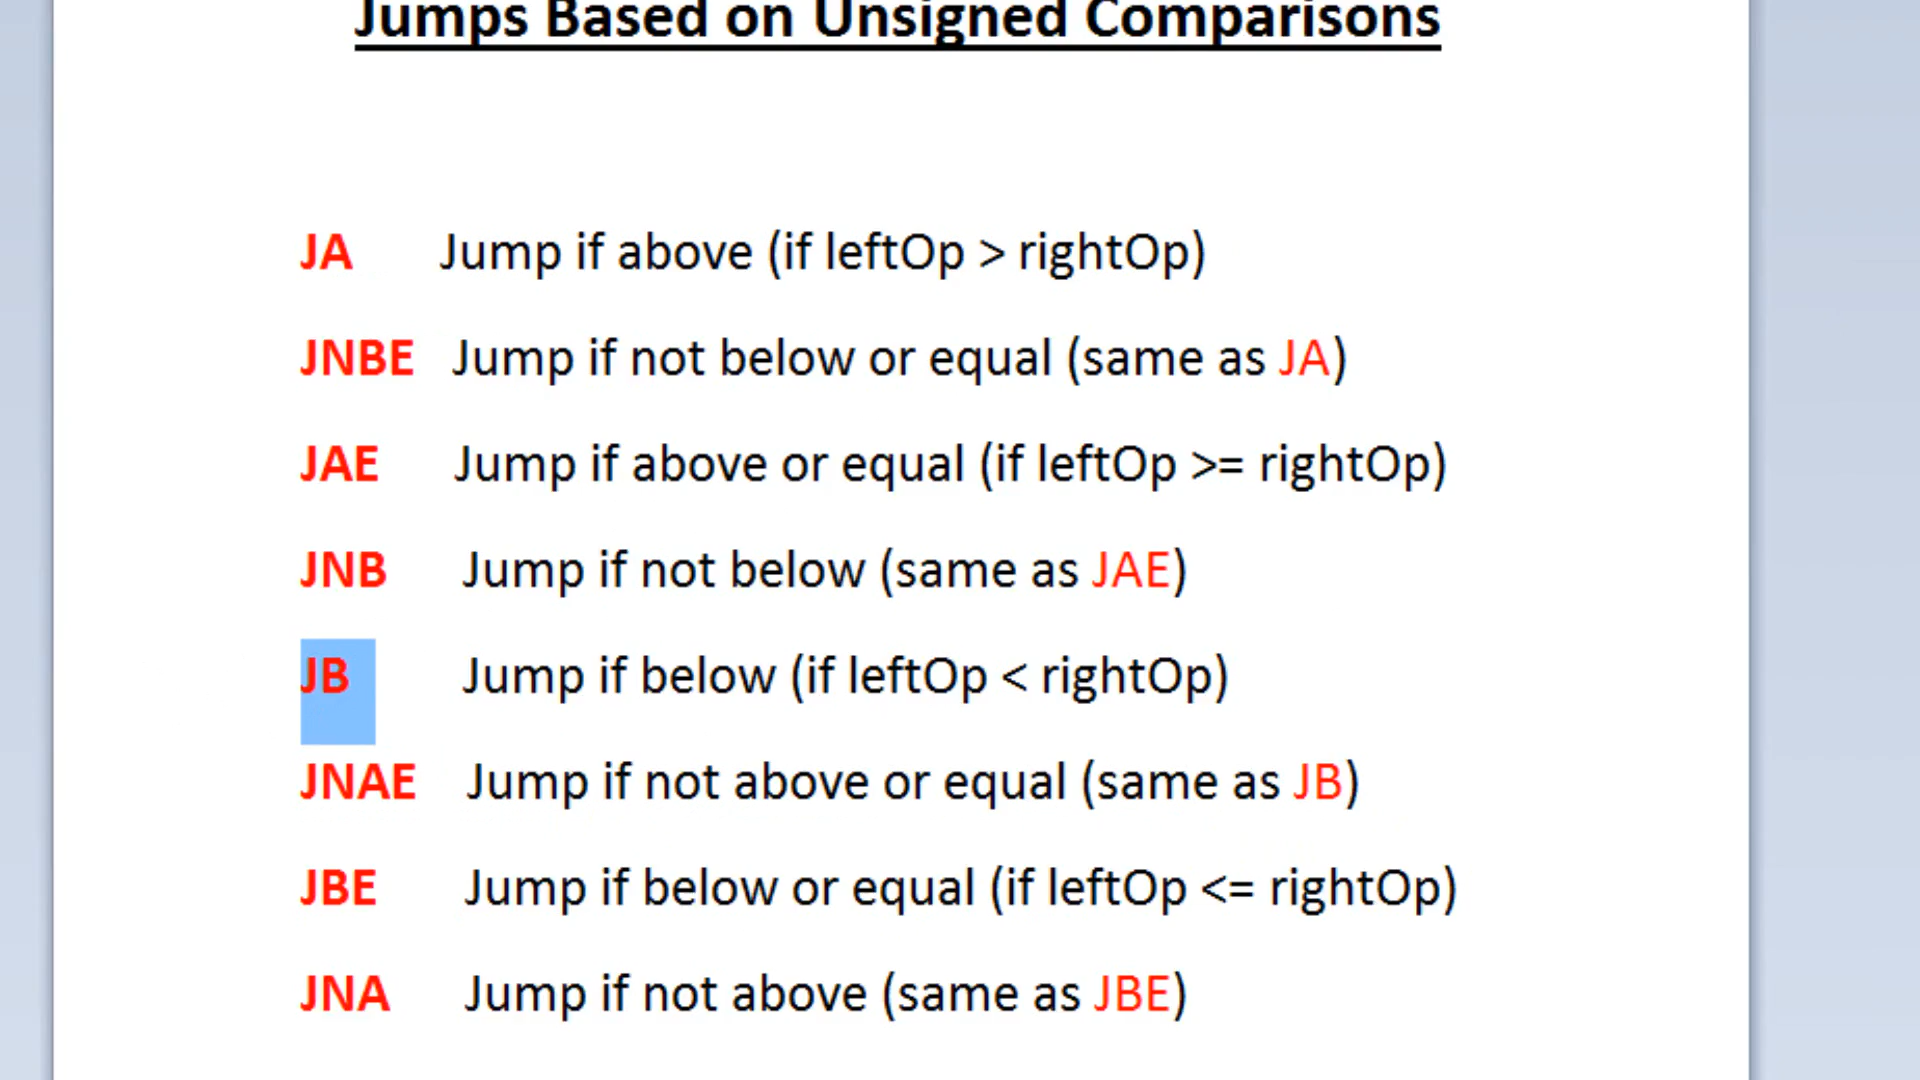 Jumps Based on Unsigned Comparisons
JA Jump if above (if leftOp > rightOp)
JNBE Jump if not below or equal (same as JA)
JAE Jump if above or equal (if leftOp >= rightOp)
JNB Jump if not below (same as JAE)
JB Jump if below (if leftOp < rightOp)
JNAE Jump if not above or equal (same as JB)
JBE Jump if below or equal (if leftOp <= rightOp)
JNA Jump if not above (same as JBE)